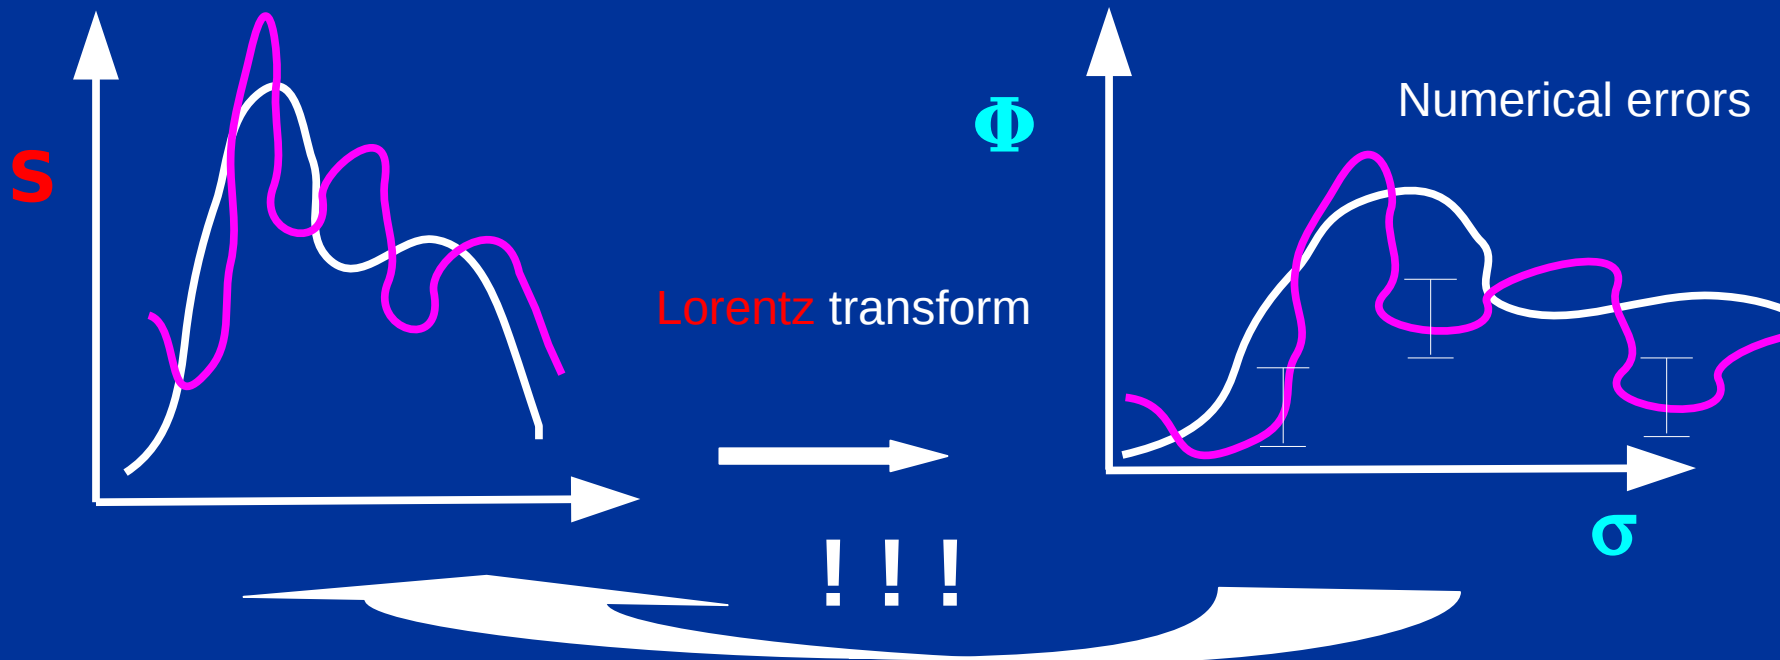 S
Φ
Numerical errors
Lorentz transform
σ
! ! !